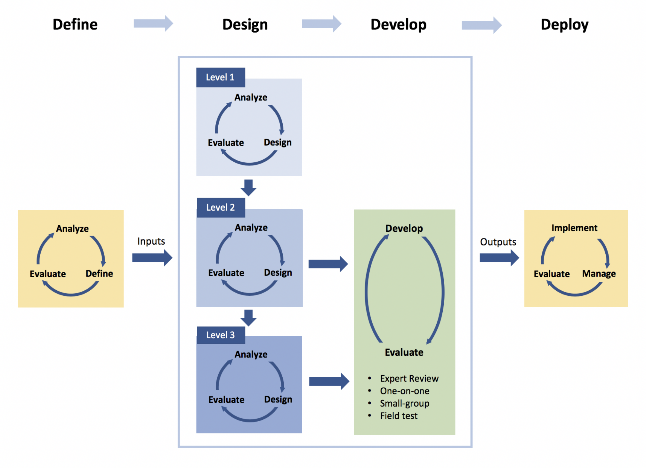 Define
Design
Develop
Deploy
Level 1
Analyze
Evaluate
Design
Level 2
Analyze
Evaluate
Design
Level 3
Analyze
Evaluate
Design
Analyze
Evaluate
Define
Inputs
Develop
Evaluate
• Expert Review
• One-on-one
• Small-group
• Field test
Outputs
Implement
Evaluate
Manage